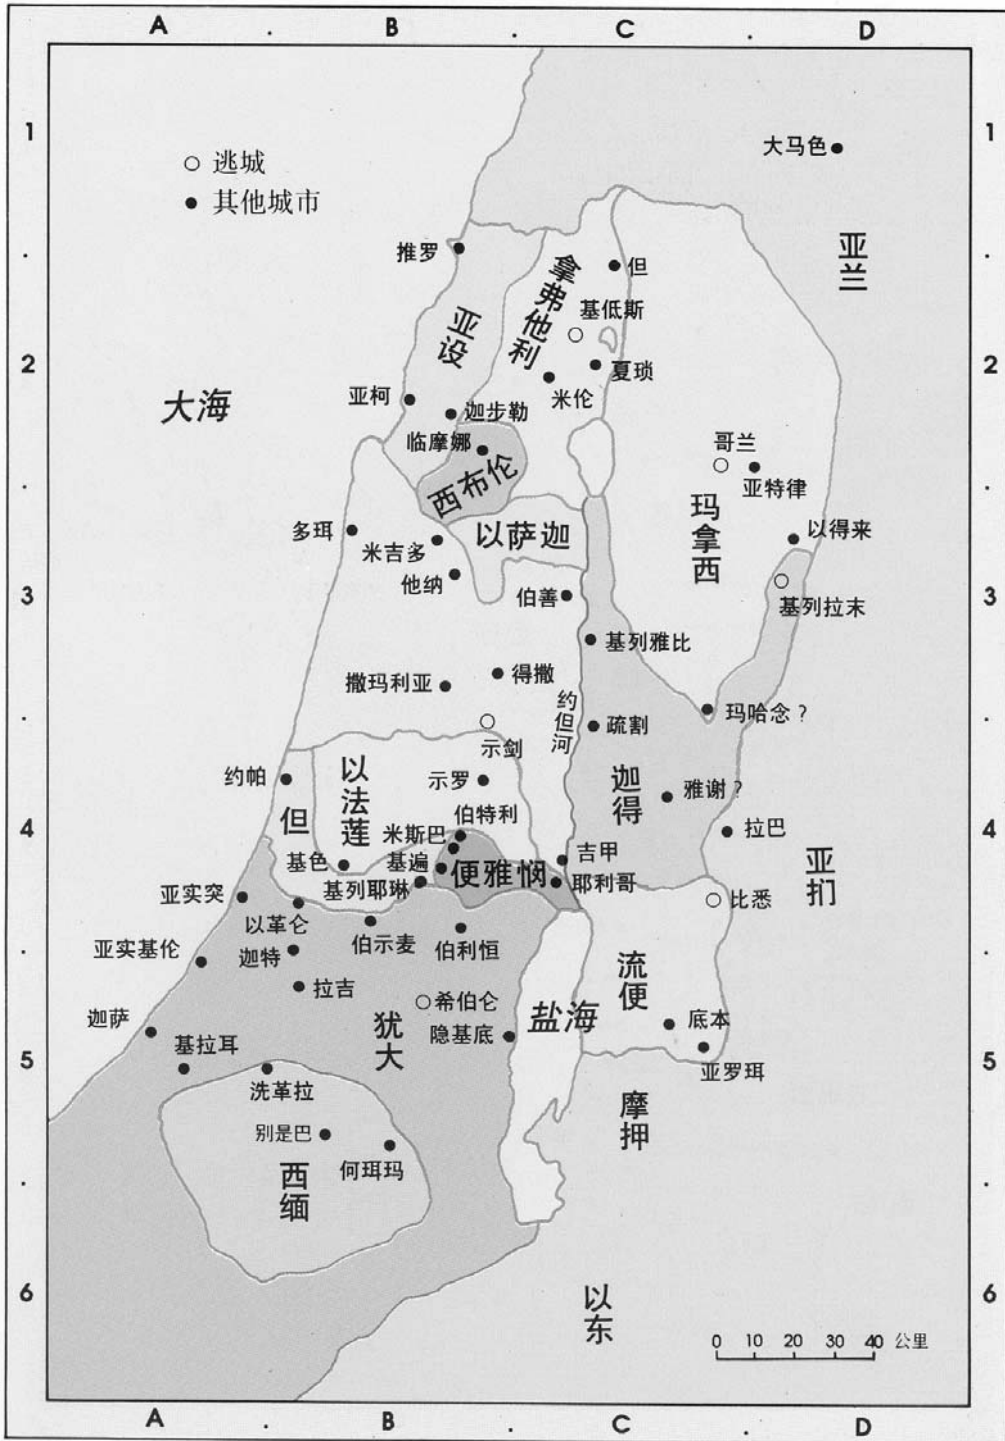 A . B . C . D
1
1
大马色
○ 逃城
● 其他城市
亚兰
推罗
拿弗他利
但
基低斯
亚设
2
2
夏琐
大海
亚柯
米伦
迦步勒
临摩娜
哥兰
西布伦
亚特律
玛拿西
多珥
以萨迦
以得来
米吉多
他纳
3
3
伯善
基列拉末
基列雅比
得撒
撒玛利亚
约但河
玛哈念？
疏割
示剑
以法莲
示罗
迦得
约帕
雅谢？
但
伯特利
4
4
米斯巴
拉巴
基色
基遍
便雅悯
吉甲
亚扪
基列耶琳
耶利哥
亚实突
比悉
以革仑
伯示麦
伯利恒
亚实基伦
迦特
流便
拉吉
希伯仑
盐海
迦萨
犹大
隐基底
底本
5
5
基拉耳
亚罗珥
洗革拉
摩押
别是巴
何珥玛
西缅
6
6
以东
0 10 20 30 40 公里
A . B . C . D